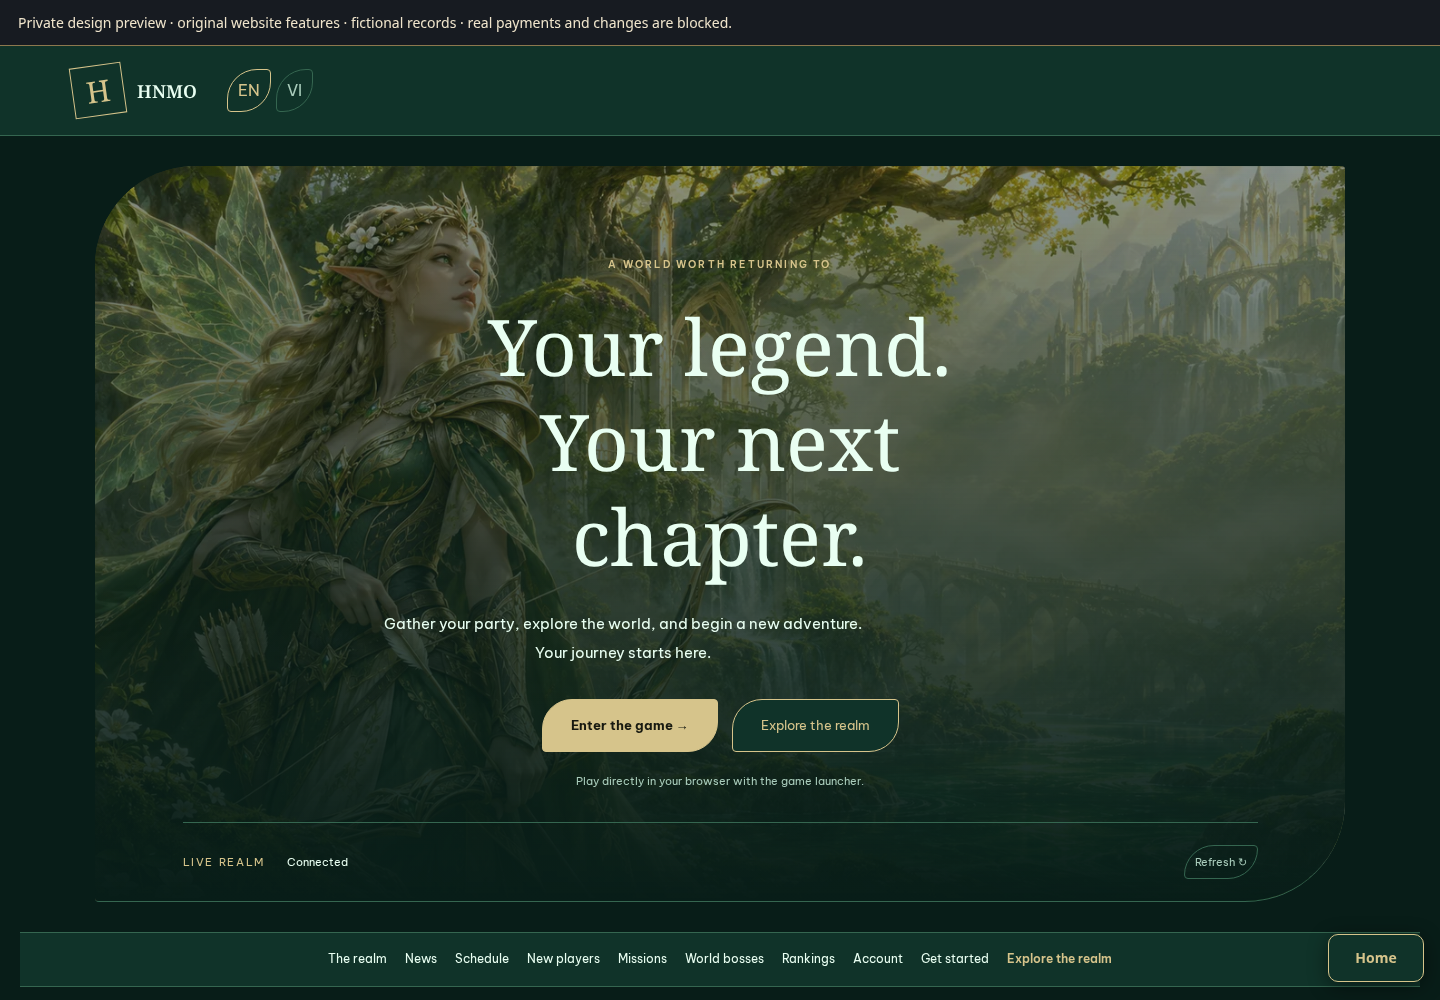 Private design preview · original website features · fictional records · real payments and changes are blocked.
H HNMO EN VI
A WORLD WORTH RETURNING TO
Your legend.
Your next
chapter.
Gather your party, explore the world, and begin a new adventure.
Your journey starts here.
Enter the game → Explore the realm
Play directly in your browser with the game launcher.
LIVE REALM Connected Refresh ↻
The realm News Schedule New players Missions World bosses Rankings Account Get started Explore the realm Home